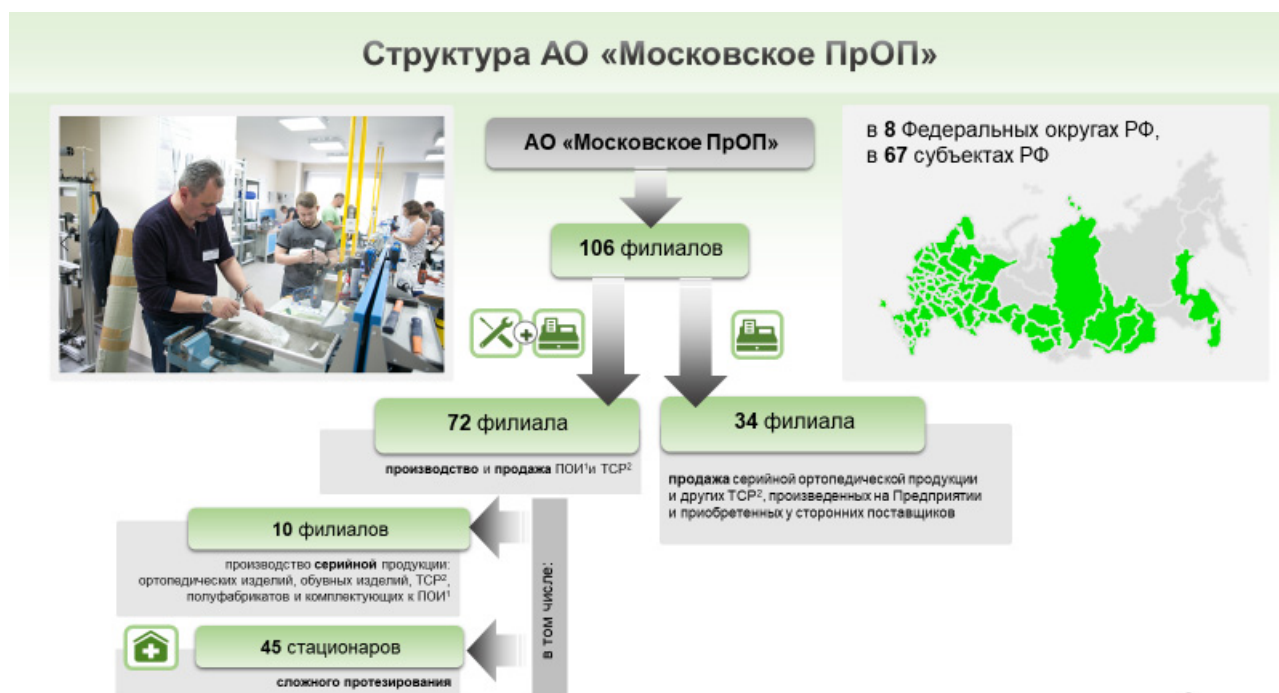 Структура АО «Московское ПрОП»
АО «Московское ПрОП»
в 8 Федеральных округах РФ,
в 67 субъектах РФ
106 филиалов
72 филиала
производство и продажа ПОИ¹и ТСР²
34 филиала
продажа серийной ортопедической продукции
и других ТСР², произведенных на Предприятии
и приобретенных у сторонних поставщиков
в том числе:
10 филиалов
производство серийной продукции:
ортопедических изделий, обувных изделий, ТСР²,
полуфабрикатов и комплектующих к ПОИ¹
45 стационаров
сложного протезирования